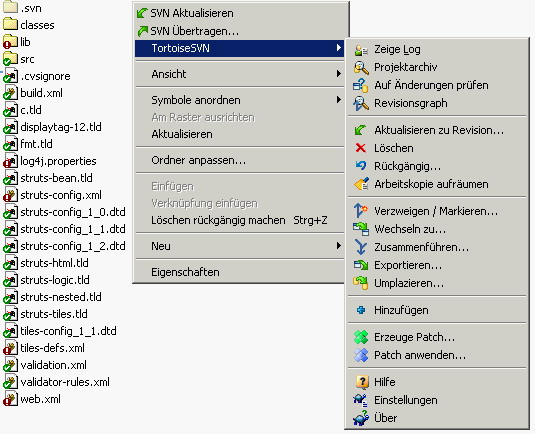 .svn
classes
lib
src
.cvsignore
build.xml
c.tld
displaytag-12.tld
fmt.tld
log4j.properties
struts-bean.tld
struts-config.xml
struts-config_1_0.dtd
struts-config_1_1.dtd
struts-config_1_2.dtd
struts-html.tld
struts-logic.tld
struts-nested.tld
struts-tiles.tld
tiles-config_1_1.dtd
tiles-defs.xml
validation.xml
validator-rules.xml
web.xml
SVN Aktualisieren
SVN Übertragen...
TortoiseSVN
Ansicht
Symbole anordnen
Am Raster ausrichten
Aktualisieren
Ordner anpassen...
Einfügen
Verknüpfung einfügen
Löschen rückgängig machen Strg+Z
Neu
Eigenschaften
Zeige Log
Projektarchiv
Auf Änderungen prüfen
Revisionsgraph
Aktualisieren zu Revision...
Löschen
Rückgängig...
Arbeitskopie aufräumen
Verzweigen / Markieren...
Wechseln zu...
Zusammenführen...
Exportieren...
Umplazieren...
Hinzufügen
Erzeuge Patch...
Patch anwenden...
Hilfe
Einstellungen
Über